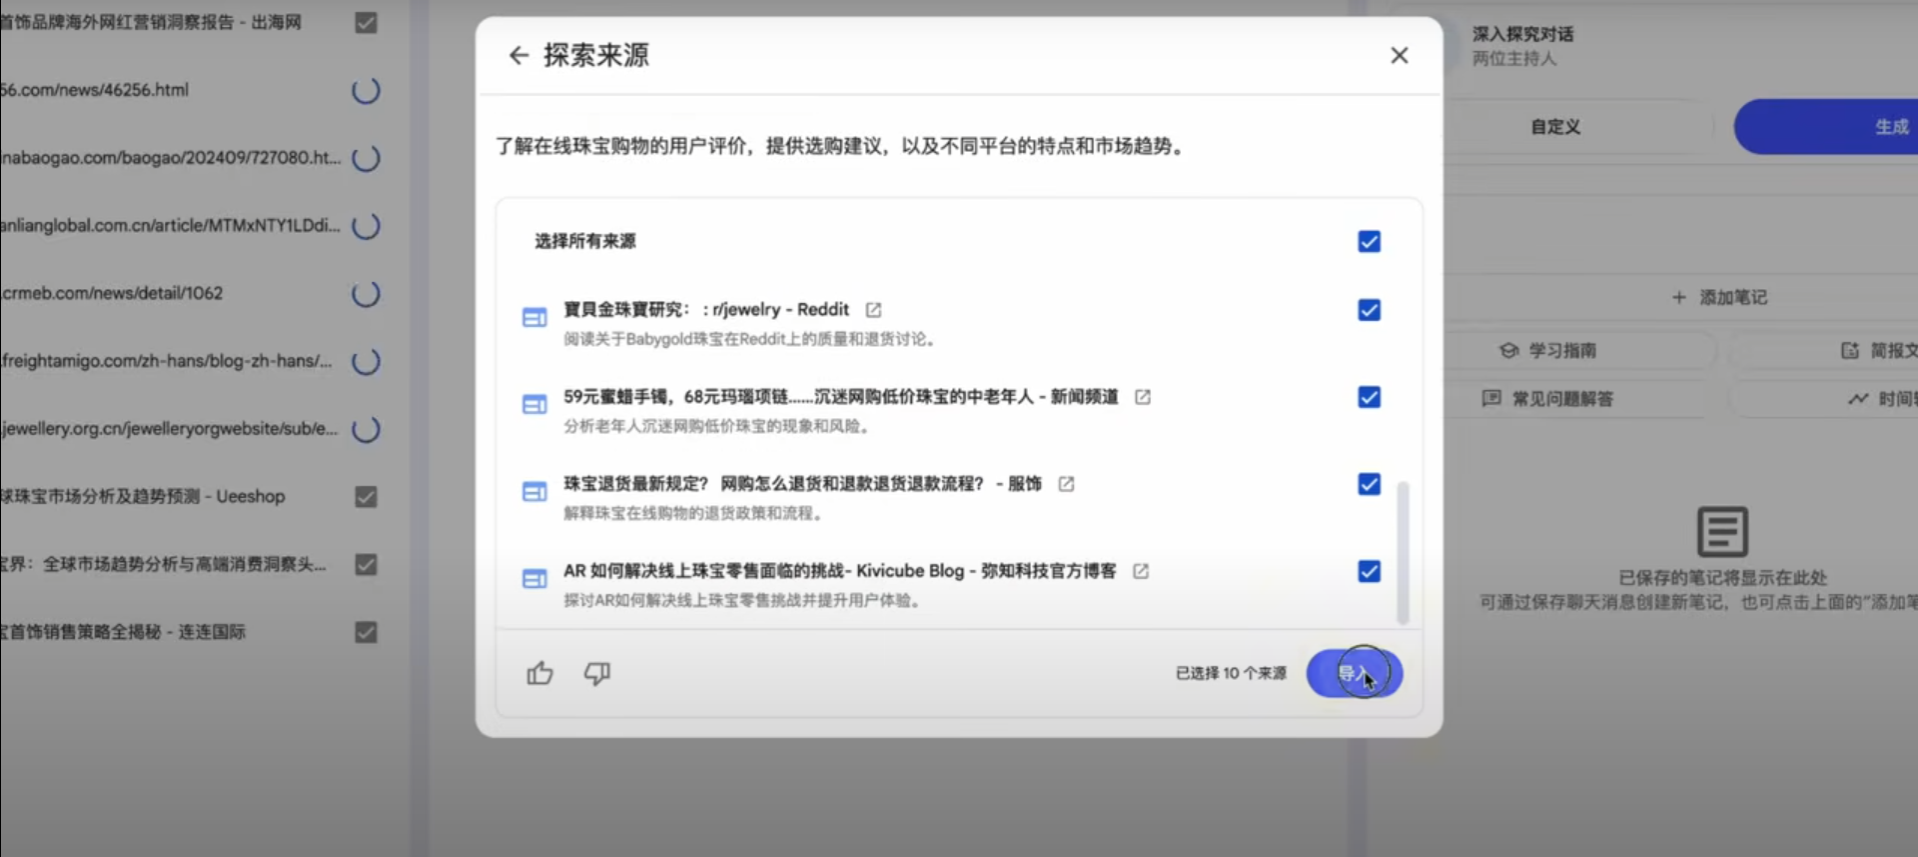 首饰品牌海外网红营销洞察报告 - 出海网
56.com/news/46256.html
inabaogao.com/baogao/202409/727080.ht...
anlianglobal.com.cn/article/MTMxNTY1LDdi...
.crmeb.com/news/detail/1062
.freightamigo.com/zh-hans/blog-zh-hans/...
.jewellery.org.cn/jewelleryorgwebsite/sub/e...
球珠宝市场分析及趋势预测 - Ueeshop
宝界：全球市场趋势分析与高端消费洞察头...
宝首饰销售策略全揭秘 - 连连国际
探索来源
了解在线珠宝购物的用户评价，提供选购建议，以及不同平台的特点和市场趋势。
选择所有来源
寶貝金珠寶研究： : r/jewelry - Reddit
阅读关于Babygold珠宝在Reddit上的质量和退货讨论。
59元蜜蜡手镯，68元玛瑙项链……沉迷网购低价珠宝的中老年人 - 新闻频道
分析老年人沉迷网购低价珠宝的现象和风险。
珠宝退货最新规定？ 网购怎么退货和退款退货退款流程？ - 服饰
解释珠宝在线购物的退货政策和流程。
AR 如何解决线上珠宝零售面临的挑战- Kivicube Blog - 弥知科技官方博客
探讨AR如何解决线上珠宝零售挑战并提升用户体验。
已选择 10 个来源
导入
深入探究对话
两位主持人
自定义
生成
添加笔记
学习指南
简报文
常见问题解答
时间轴
已保存的笔记将显示在此处
可通过保存聊天消息创建新笔记，也可点击上面的“添加笔